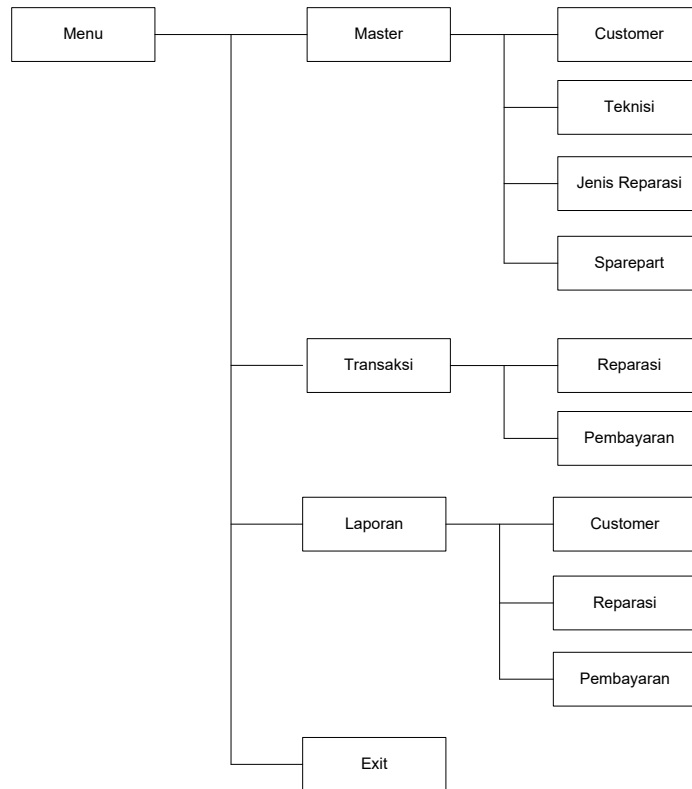 Menu
Master
Customer
Teknisi
Jenis Reparasi
Sparepart
Transaksi
Reparasi
Pembayaran
Laporan
Customer
Reparasi
Pembayaran
Exit